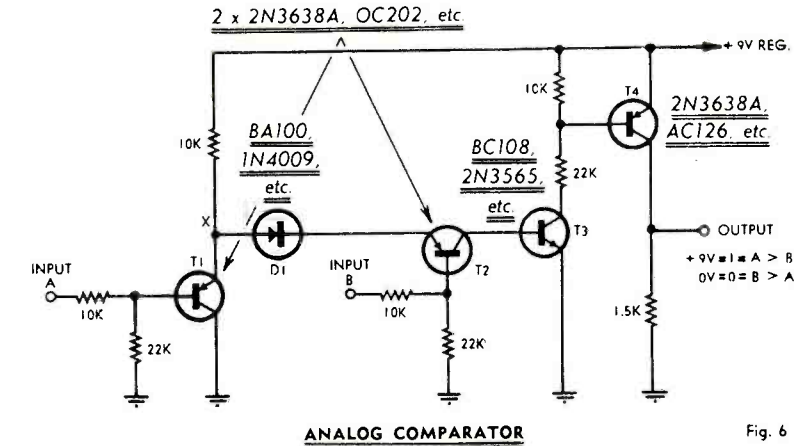 2 x 2N3638A, OC202, etc.
+ 9V REG.
10K
T4
2N3638A,
AC126, etc.
BA100,
1N4009,
etc.
10K
BC108,
2N3565,
etc.
22K
X
T3
OUTPUT
D1
T2
T1
+ 9V = 1 = A > B
0V = 0 = B > A
INPUT
A
INPUT
B
10K
10K
1.5K
22K
22K
ANALOG COMPARATOR
Fig. 6